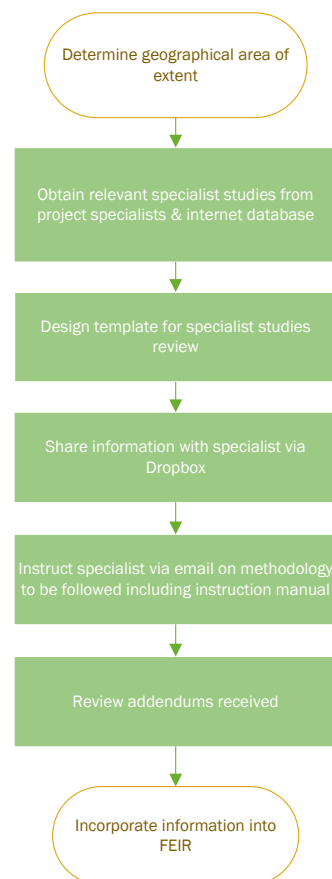 Determine geographical area of
extent
Obtain relevant specialist studies from
project specialists & internet database
Design template for specialist studies
review
Share information with specialist via
Dropbox
Instruct specialist via email on methodology
to be followed including instruction manual
Review addendums received
Incorporate information into
FEIR